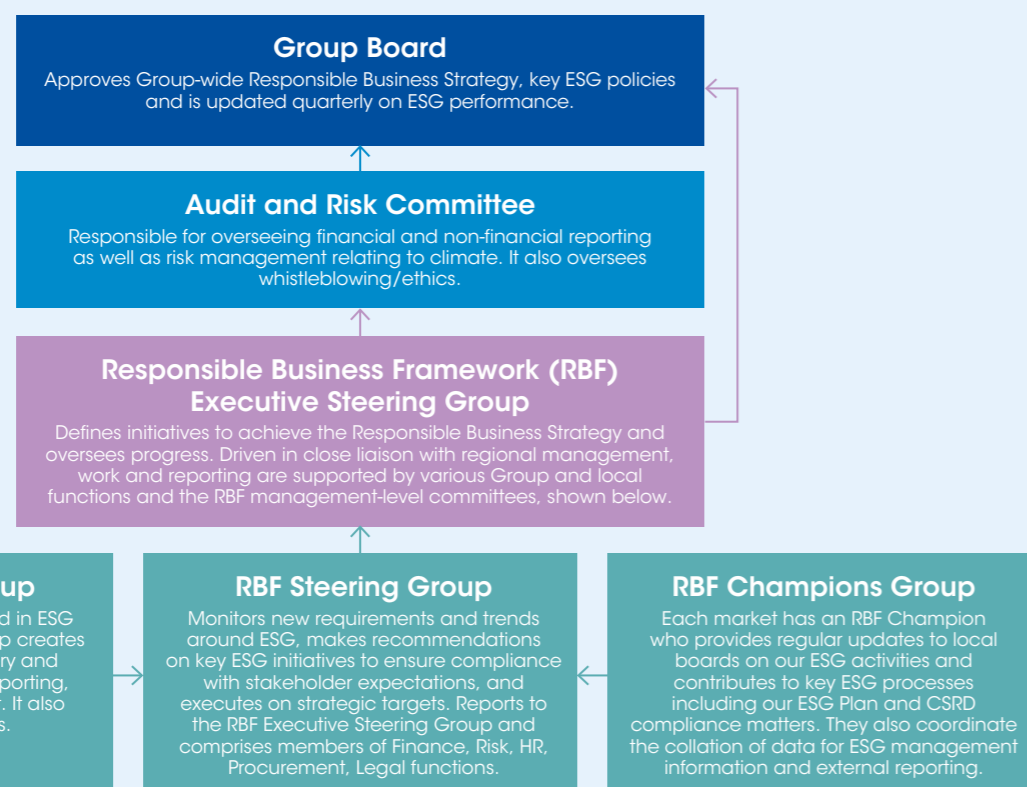 Group Board
Approves Group-wide Responsible Business Strategy, key ESG policies
and is updated quarterly on ESG performance.
Audit and Risk Committee
Responsible for overseeing financial and non-financial reporting
as well as risk management relating to climate. It also oversees
whistleblowing/ethics.
Responsible Business Framework (RBF)
Executive Steering Group
Defines initiatives to achieve the Responsible Business Strategy and
oversees progress. Driven in close liaison with regional management,
work and reporting are supported by various Group and local
functions and the RBF management-level committees, shown below.
up
d in ESG
p creates
ry and
porting,
. It also
s.
RBF Steering Group
Monitors new requirements and trends
around ESG, makes recommendations
on key ESG initiatives to ensure compliance
with stakeholder expectations, and
executes on strategic targets. Reports to
the RBF Executive Steering Group and
comprises members of Finance, Risk, HR,
Procurement, Legal functions.
RBF Champions Group
Each market has an RBF Champion
who provides regular updates to local
boards on our ESG activities and
contributes to key ESG processes
including our ESG Plan and CSRD
compliance matters. They also coordinate
the collation of data for ESG management
information and external reporting.